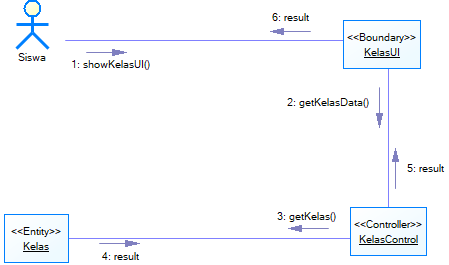 6: result
Siswa
1: showKelasUI()
<<Boundary>>
KelasUI
2: getKelasData()
5: result
3: getKelas()
<<Controller>>
KelasControl
<<Entity>>
Kelas
4: result